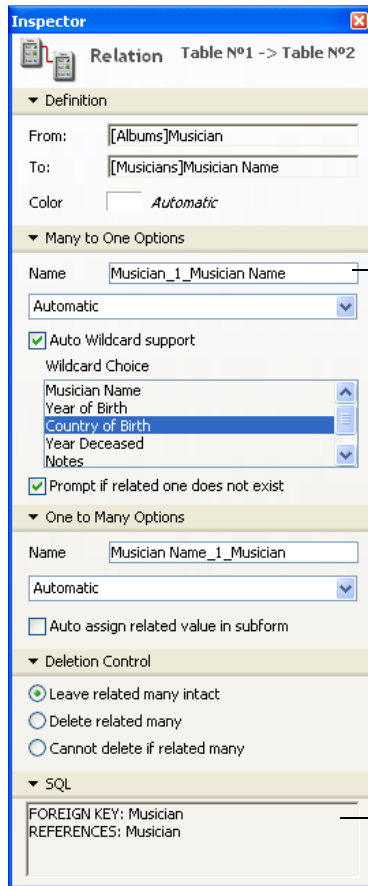 Inspector
Relation Table Nº1 -> Table Nº2
Definition
From: [Albums]Musician
To: [Musicians]Musician Name
Color Automatic
Many to One Options
Name Musician_1_Musician Name
Automatic
Auto Wildcard support
Wildcard Choice
Musician Name
Year of Birth
Country of Birth
Year Deceased
Notes
Prompt if related one does not exist
One to Many Options
Name Musician Name_1_Musician
Automatic
Auto assign related value in subform
Deletion Control
Leave related many intact
Delete related many
Cannot delete if related many
SQL
FOREIGN KEY: Musician
REFERENCES: Musician